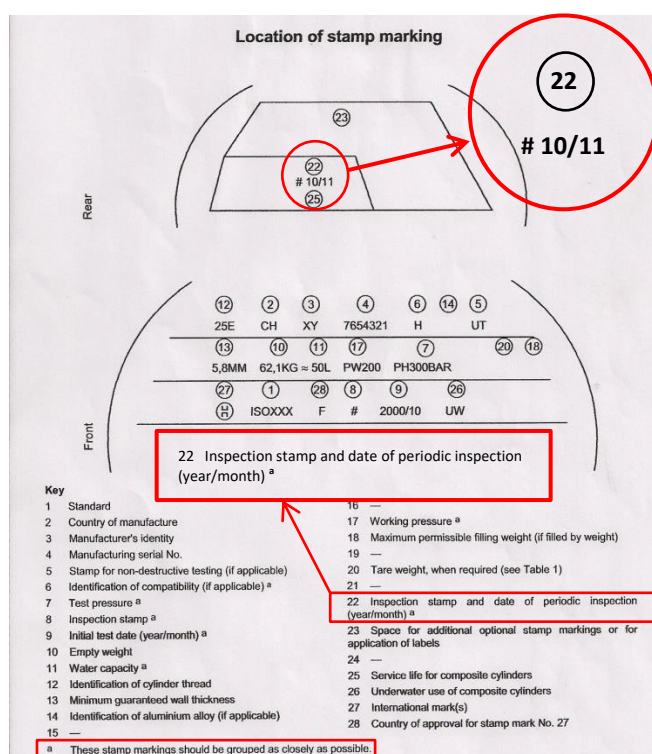 Location of stamp marking
22
# 10/11
23
22
# 10/11
25
Rear
12 2 3 4 6 14 5
25E CH XY 7654321 H UT
13 10 11 17 7 20 18
5,8MM 62,1KG ≈ 50L PW200 PH300BAR
27 1 28 8 9 26
ISOXXX F # 2000/10 UW
Front
22 Inspection stamp and date of periodic inspection
(year/month) a
Key
1 Standard
2 Country of manufacture
3 Manufacturer's identity
4 Manufacturing serial No.
5 Stamp for non-destructive testing (if applicable)
6 Identification of compatibility (if applicable) a
7 Test pressure a
8 Inspection stamp a
9 Initial test date (year/month) a
10 Empty weight
11 Water capacity a
12 Identification of cylinder thread
13 Minimum guaranteed wall thickness
14 Identification of aluminium alloy (if applicable)
15 —
16 —
17 Working pressure a
18 Maximum permissible filling weight (if filled by weight)
19 —
20 Tare weight, when required (see Table 1)
21 —
22 Inspection stamp and date of periodic inspection
(year/month) a
23 Space for additional optional stamp markings or for
application of labels
24 —
25 Service life for composite cylinders
26 Underwater use of composite cylinders
27 International mark(s)
28 Country of approval for stamp mark No. 27
a These stamp markings should be grouped as closely as possible.